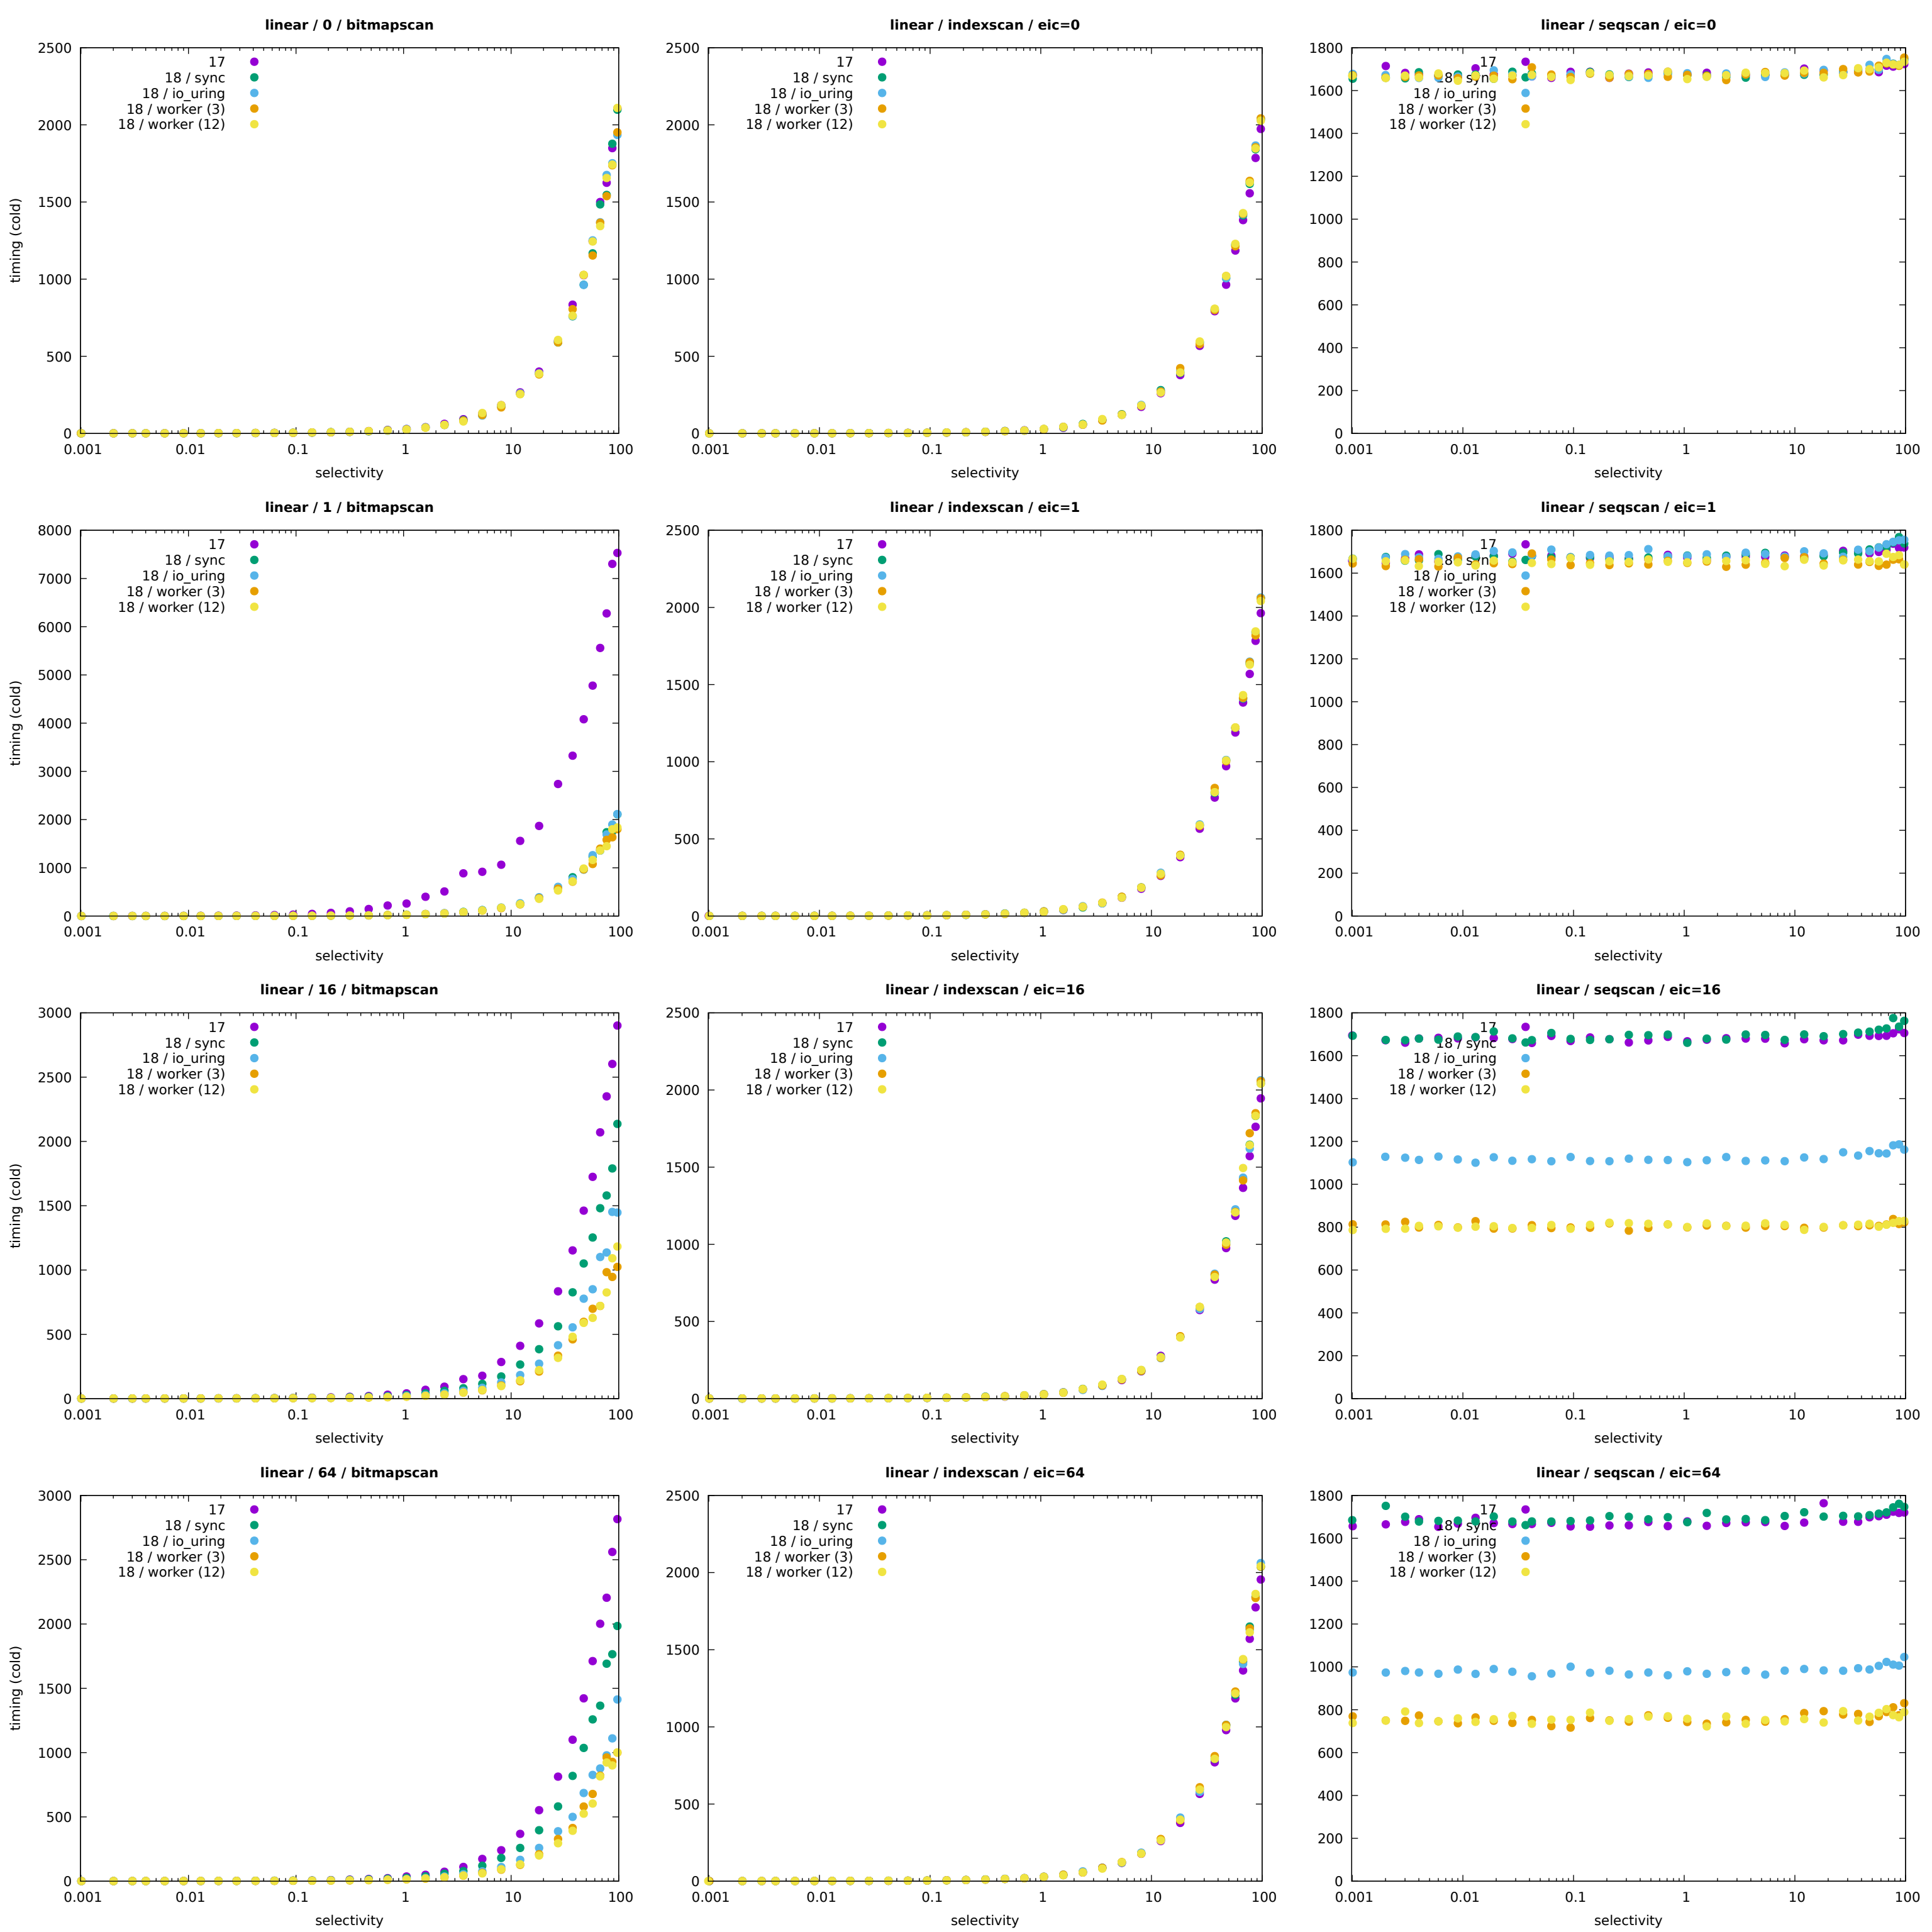 linear / 0 / bitmapscan
2500
2000
1500
1000
500
0
timing (cold)
17
18 / sync
18 / io_uring
18 / worker (3)
18 / worker (12)
0.001 0.01 0.1 1 10 100
selectivity
linear / indexscan / eic=0
2500
2000
1500
1000
500
0
17
18 / sync
18 / io_uring
18 / worker (3)
18 / worker (12)
0.001 0.01 0.1 1 10 100
selectivity
linear / seqscan / eic=0
1800
1600
1400
1200
1000
800
600
400
200
0
17
18 / sync
18 / io_uring
18 / worker (3)
18 / worker (12)
0.001 0.01 0.1 1 10 100
selectivity
linear / 1 / bitmapscan
8000
7000
6000
5000
4000
3000
2000
1000
0
timing (cold)
17
18 / sync
18 / io_uring
18 / worker (3)
18 / worker (12)
0.001 0.01 0.1 1 10 100
selectivity
linear / indexscan / eic=1
2500
2000
1500
1000
500
0
17
18 / sync
18 / io_uring
18 / worker (3)
18 / worker (12)
0.001 0.01 0.1 1 10 100
selectivity
linear / seqscan / eic=1
1800
1600
1400
1200
1000
800
600
400
200
0
17
18 / sync
18 / io_uring
18 / worker (3)
18 / worker (12)
0.001 0.01 0.1 1 10 100
selectivity
linear / 16 / bitmapscan
3000
2500
2000
1500
1000
500
0
timing (cold)
17
18 / sync
18 / io_uring
18 / worker (3)
18 / worker (12)
0.001 0.01 0.1 1 10 100
selectivity
linear / indexscan / eic=16
2500
2000
1500
1000
500
0
17
18 / sync
18 / io_uring
18 / worker (3)
18 / worker (12)
0.001 0.01 0.1 1 10 100
selectivity
linear / seqscan / eic=16
1800
1600
1400
1200
1000
800
600
400
200
0
17
18 / sync
18 / io_uring
18 / worker (3)
18 / worker (12)
0.001 0.01 0.1 1 10 100
selectivity
linear / 64 / bitmapscan
3000
2500
2000
1500
1000
500
0
timing (cold)
17
18 / sync
18 / io_uring
18 / worker (3)
18 / worker (12)
0.001 0.01 0.1 1 10 100
selectivity
linear / indexscan / eic=64
2500
2000
1500
1000
500
0
17
18 / sync
18 / io_uring
18 / worker (3)
18 / worker (12)
0.001 0.01 0.1 1 10 100
selectivity
linear / seqscan / eic=64
1800
1600
1400
1200
1000
800
600
400
200
0
17
18 / sync
18 / io_uring
18 / worker (3)
18 / worker (12)
0.001 0.01 0.1 1 10 100
selectivity